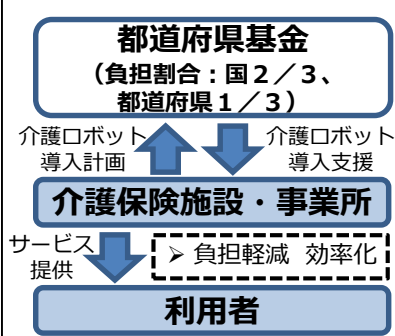 都道府県基金
（負担割合：国２／３、
都道府県１／３）
介護ロボット
導入計画
介護ロボット
導入支援
介護保険施設・事業所
サービス
提供
➢ 負担軽減 効率化
利用者